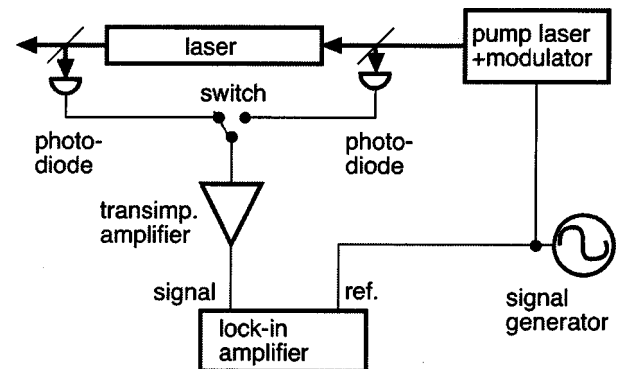 laser
pump laser
+modulator
switch
photo-
diode
photo-
diode
transimp.
amplifier
signal
ref.
signal
generator
lock-in
amplifier